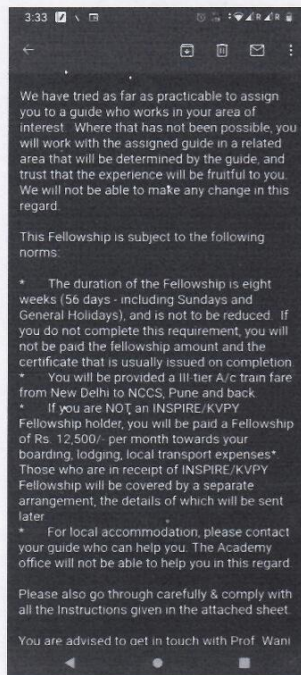 3:33
We have tried as far as practicable to assign
you to a guide who works in your area of
interest. Where that has not been possible, you
will work with the assigned guide in a related
area that will be determined by the guide, and
trust that the experience will be fruitful to you.
We will not be able to make any change in this
regard.
This Fellowship is subject to the following
norms:
* The duration of the Fellowship is eight
weeks (56 days - including Sundays and
General Holidays), and is not to be reduced. If
you do not complete this requirement, you will
not be paid the fellowship amount and the
certificate that is usually issued on completion
* You will be provided a III-tier A/c train fare
from New Delhi to NCCS, Pune and back
* If you are NOT an INSPIRE/KVPY
Fellowship holder, you will be paid a Fellowship
of Rs. 12,500/- per month towards your
boarding, lodging, local transport expenses*.
Those who are in receipt of INSPIRE/KVPY
Fellowship will be covered by a separate
arrangement, the details of which will be sent
later
* For local accommodation, please contact
your guide who can help you. The Academy
office will not be able to help you in this regard.
Please also go through carefully & comply with
all the Instructions given in the attached sheet.
You are advised to get in touch with Prof. Wani